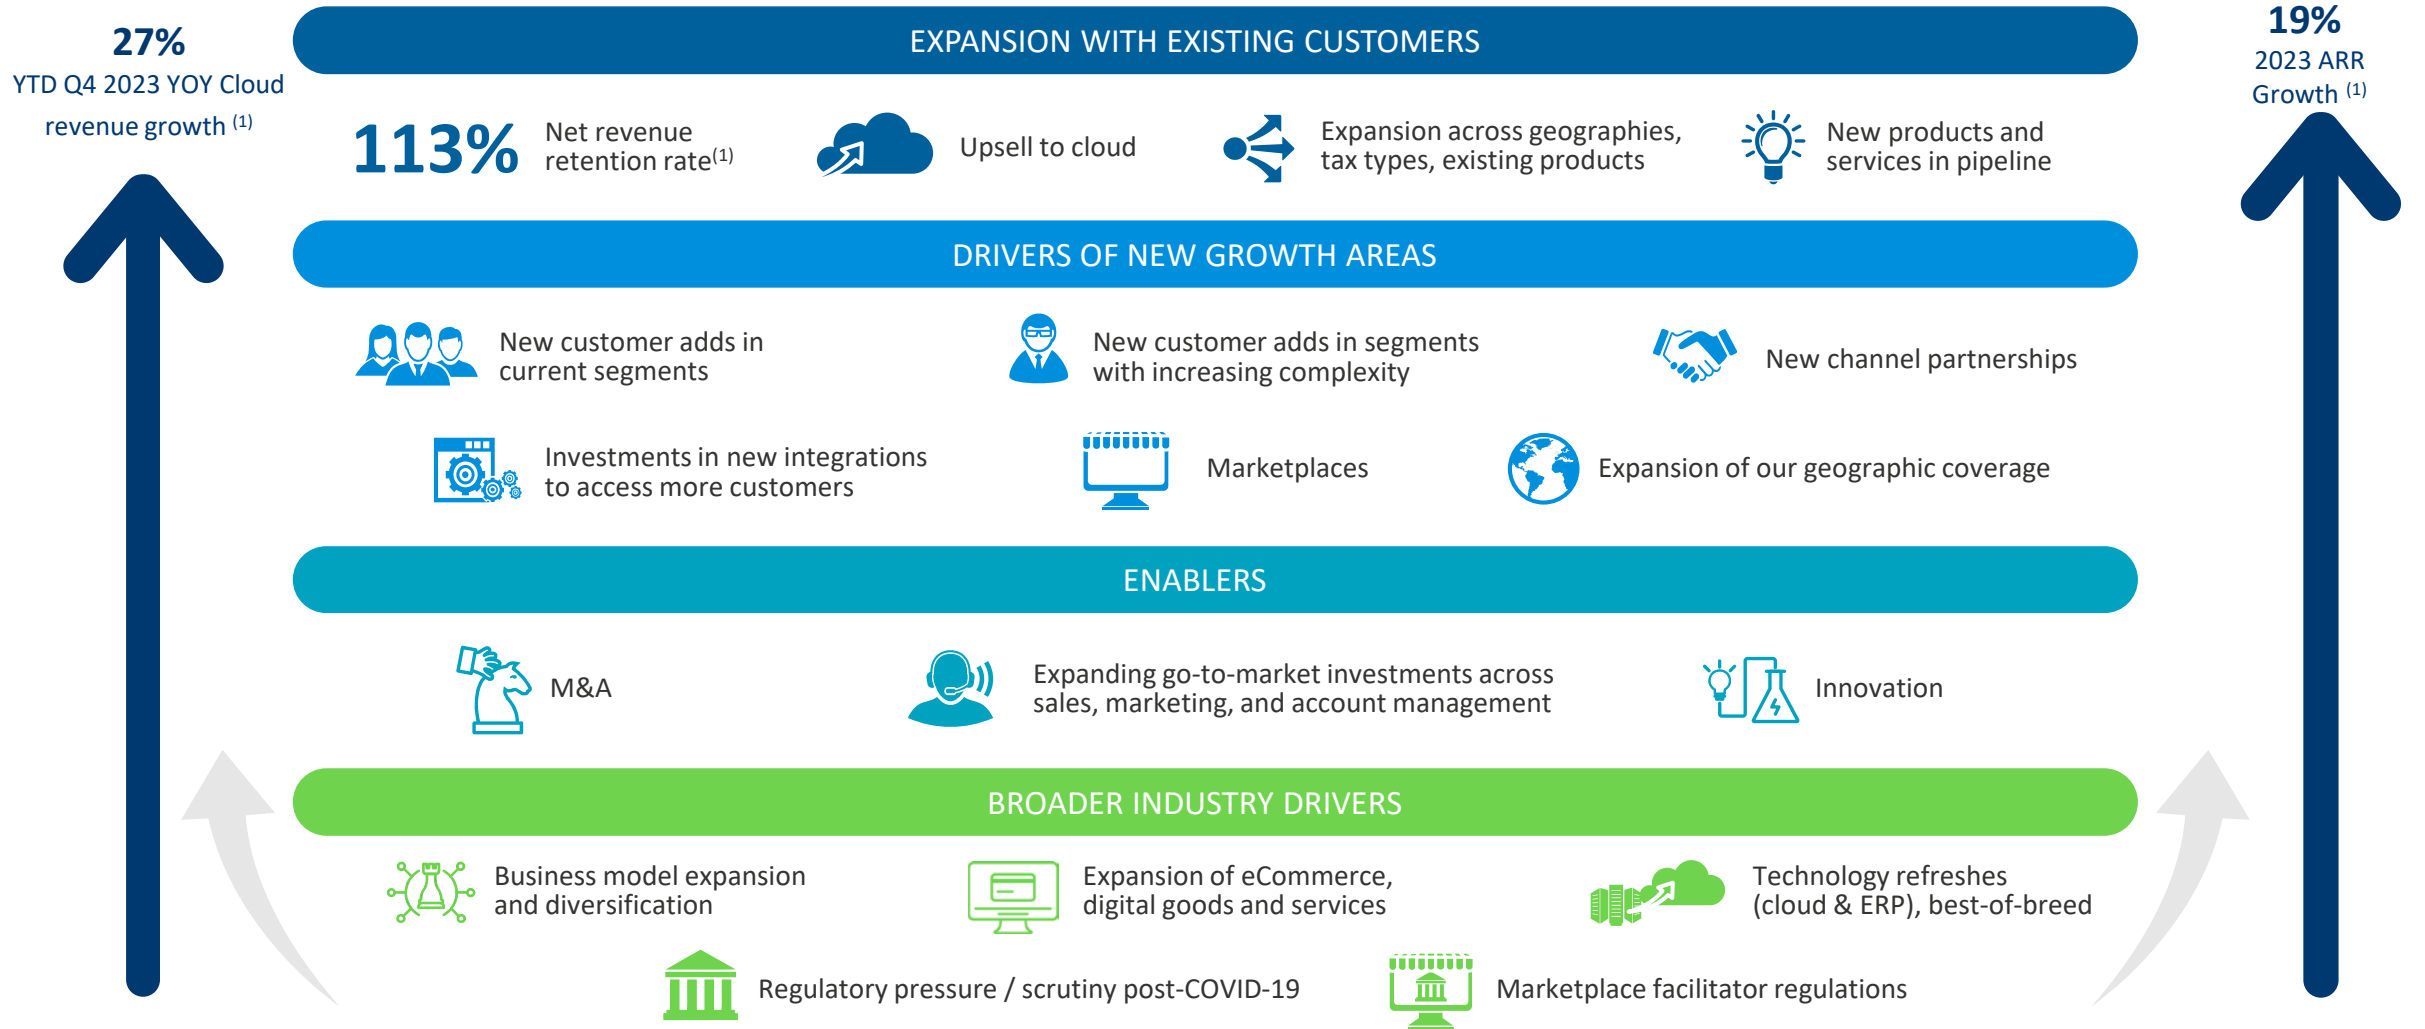 27%
YTD Q4 2023 YOY Cloud
revenue growth (1)
19%
2023 ARR
Growth (1)
EXPANSION WITH EXISTING CUSTOMERS
113%
Net revenue
retention rate(1)
Upsell to cloud
Expansion across geographies,
tax types, existing products
New products and
services in pipeline
DRIVERS OF NEW GROWTH AREAS
New customer adds in
current segments
New customer adds in segments
with increasing complexity
New channel partnerships
Investments in new integrations
to access more customers
Marketplaces
Expansion of our geographic coverage
ENABLERS
M&A
Expanding go-to-market investments across
sales, marketing, and account management
Innovation
BROADER INDUSTRY DRIVERS
Business model expansion
and diversification
Expansion of eCommerce,
digital goods and services
Technology refreshes
(cloud & ERP), best-of-breed
Regulatory pressure / scrutiny post-COVID-19
Marketplace facilitator regulations